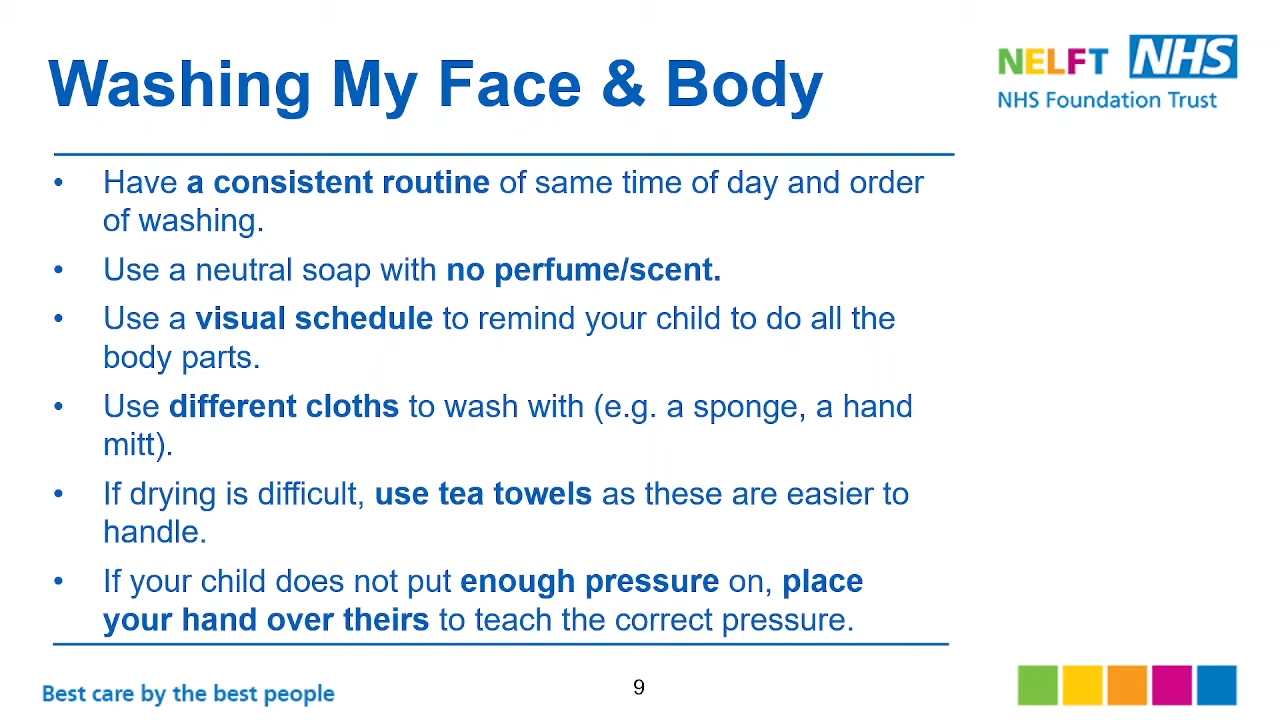 Washing My Face & Body
NELFT NHS
NHS Foundation Trust
• Have a consistent routine of same time of day and order
of washing.
• Use a neutral soap with no perfume/scent.
• Use a visual schedule to remind your child to do all the
body parts.
• Use different cloths to wash with (e.g. a sponge, a hand
mitt).
• If drying is difficult, use tea towels as these are easier to
handle.
• If your child does not put enough pressure on, place
your hand over theirs to teach the correct pressure.
Best care by the best people
9